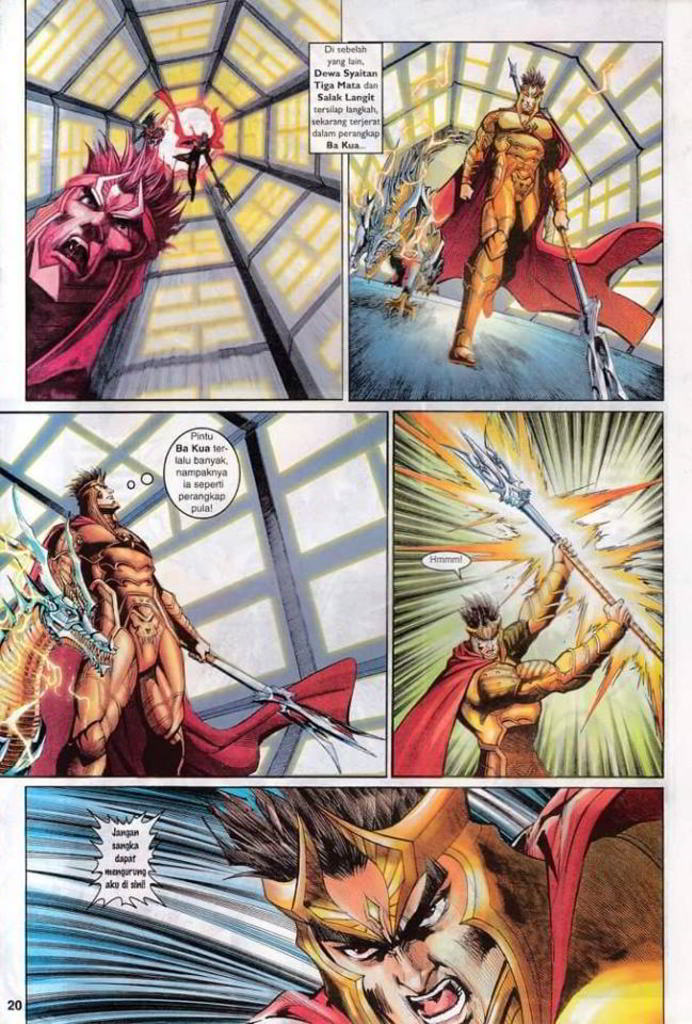 Di sebelah
yang lain,
Dewa Syaitan
Tiga Mata dan
Salak Langit
tersilap langkah,
sekarang terjerat
dalam perangkap
Ba Kua...
Pintu
Ba Kua ter-
lalu banyak,
nampaknya
ia seperti
perangkap
pula!
Hmmm!
Jangan
sangka
dapat
mengurung
aku di sini!
20